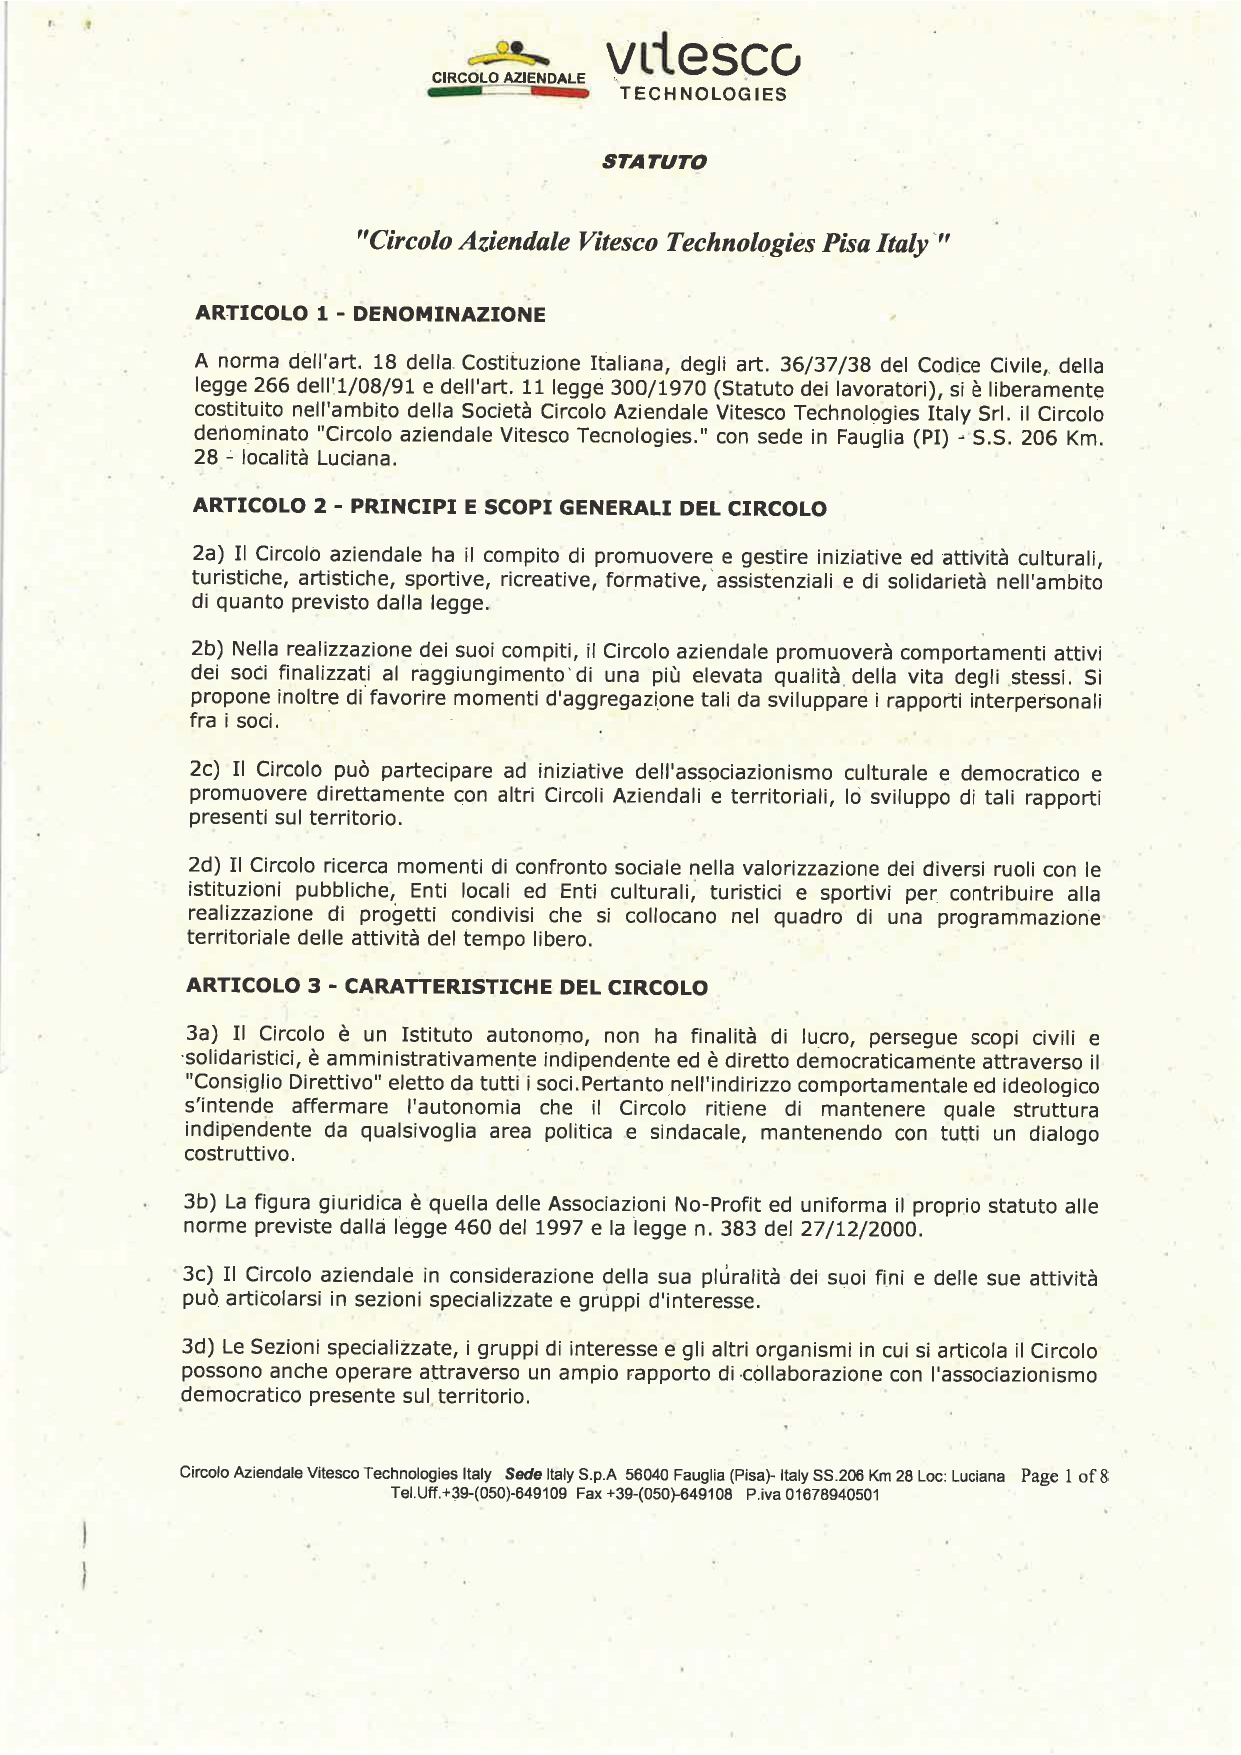 CIRCOLO AZIENDALE
vitesco
TECHNOLOGIES
STATUTO
"Circolo Aziendale Vitesco Technologies Pisa Italy "
ARTICOLO 1 - DENOMINAZIONE
A norma dell'art. 18 della Costituzione Italiana, degli art. 36/37/38 del Codice Civile, della
legge 266 dell'1/08/91 e dell'art. 11 legge 300/1970 (Statuto dei lavoratori), si è liberamente
costituito nell'ambito della Società Circolo Aziendale Vitesco Technologies Italy Srl. il Circolo
denominato "Circolo aziendale Vitesco Tecnologies." con sede in Fauglia (PI) - S.S. 206 Km.
28 - località Luciana.
ARTICOLO 2 - PRINCIPI E SCOPI GENERALI DEL CIRCOLO
2a) Il Circolo aziendale ha il compito di promuovere e gestire iniziative ed attività culturali,
turistiche, artistiche, sportive, ricreative, formative, assistenziali e di solidarietà nell'ambito
di quanto previsto dalla legge.
2b) Nella realizzazione dei suoi compiti, il Circolo aziendale promuoverà comportamenti attivi
dei soci finalizzati al raggiungimento di una più elevata qualità della vita degli stessi. Si
propone inoltre di favorire momenti d'aggregazione tali da sviluppare i rapporti interpersonali
fra i soci.
2c) Il Circolo può partecipare ad iniziative dell'associazionismo culturale e democratico e
promuovere direttamente con altri Circoli Aziendali e territoriali, lo sviluppo di tali rapporti
presenti sul territorio.
2d) Il Circolo ricerca momenti di confronto sociale nella valorizzazione dei diversi ruoli con le
istituzioni pubbliche, Enti locali ed Enti culturali, turistici e sportivi per contribuire alla
realizzazione di progetti condivisi che si collocano nel quadro di una programmazione
territoriale delle attività del tempo libero.
ARTICOLO 3 - CARATTERISTICHE DEL CIRCOLO
3a) Il Circolo è un Istituto autonomo, non ha finalità di lucro, persegue scopi civili e
solidaristici, è amministrativamente indipendente ed è diretto democraticamente attraverso il
"Consiglio Direttivo" eletto da tutti i soci.Pertanto nell'indirizzo comportamentale ed ideologico
s'intende affermare l'autonomia che il Circolo ritiene di mantenere quale struttura
indipendente da qualsivoglia area politica e sindacale, mantenendo con tutti un dialogo
costruttivo.
3b) La figura giuridica è quella delle Associazioni No-Profit ed uniforma il proprio statuto alle
norme previste dalla legge 460 del 1997 e la legge n. 383 del 27/12/2000.
3c) Il Circolo aziendale in considerazione della sua pluralità dei suoi fini e delle sue attività
può articolarsi in sezioni specializzate e gruppi d'interesse.
3d) Le Sezioni specializzate, i gruppi di interesse e gli altri organismi in cui si articola il Circolo
possono anche operare attraverso un ampio rapporto di collaborazione con l'associazionismo
democratico presente sul territorio.
Circolo Aziendale Vitesco Technologies Italy Sede Italy S.p.A 56040 Fauglia (Pisa)- Italy SS.206 Km 28 Loc: Luciana Page 1 of 8
Tel.Uff.+39-(050)-649109 Fax +39-(050)-649108 P.iva 01678940501